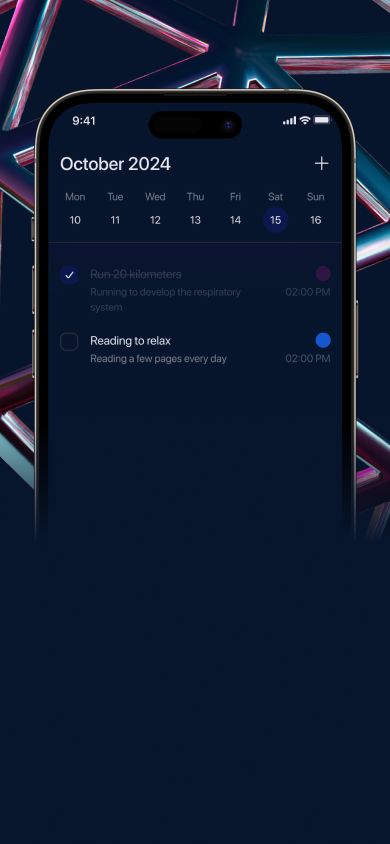 9:41
October 2024
Mon Tue Wed Thu Fri Sat Sun
10 11 12 13 14 15 16
Run 20 kilometers
Running to develop the respiratory 02:00 PM
system
Reading to relax
Reading a few pages every day 02:00 PM